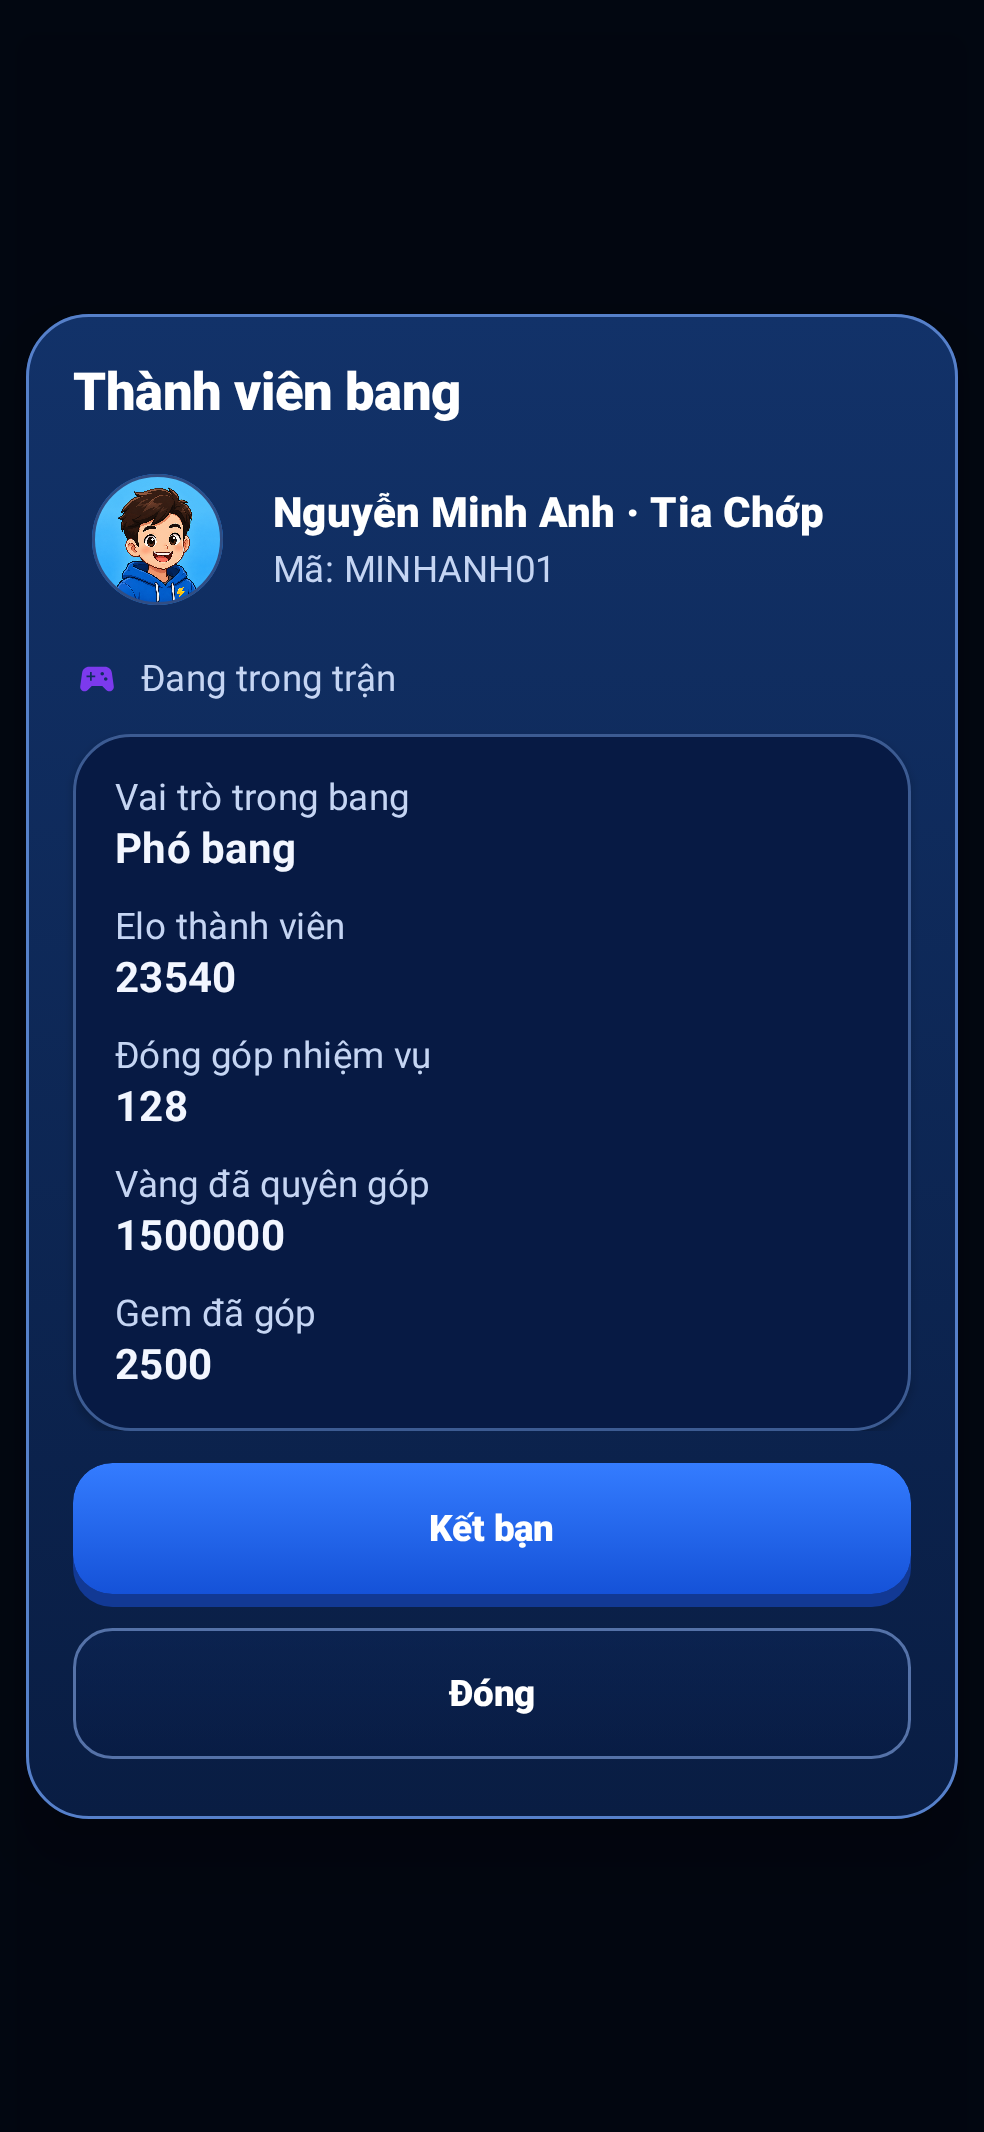 Thành viên bang
Nguyễn Minh Anh · Tia Chớp
Mã: MINHANH01
Đang trong trận
Vai trò trong bang
Phó bang
Elo thành viên
23540
Đóng góp nhiệm vụ
128
Vàng đã quyên góp
1500000
Gem đã góp
2500
Kết bạn
Đóng